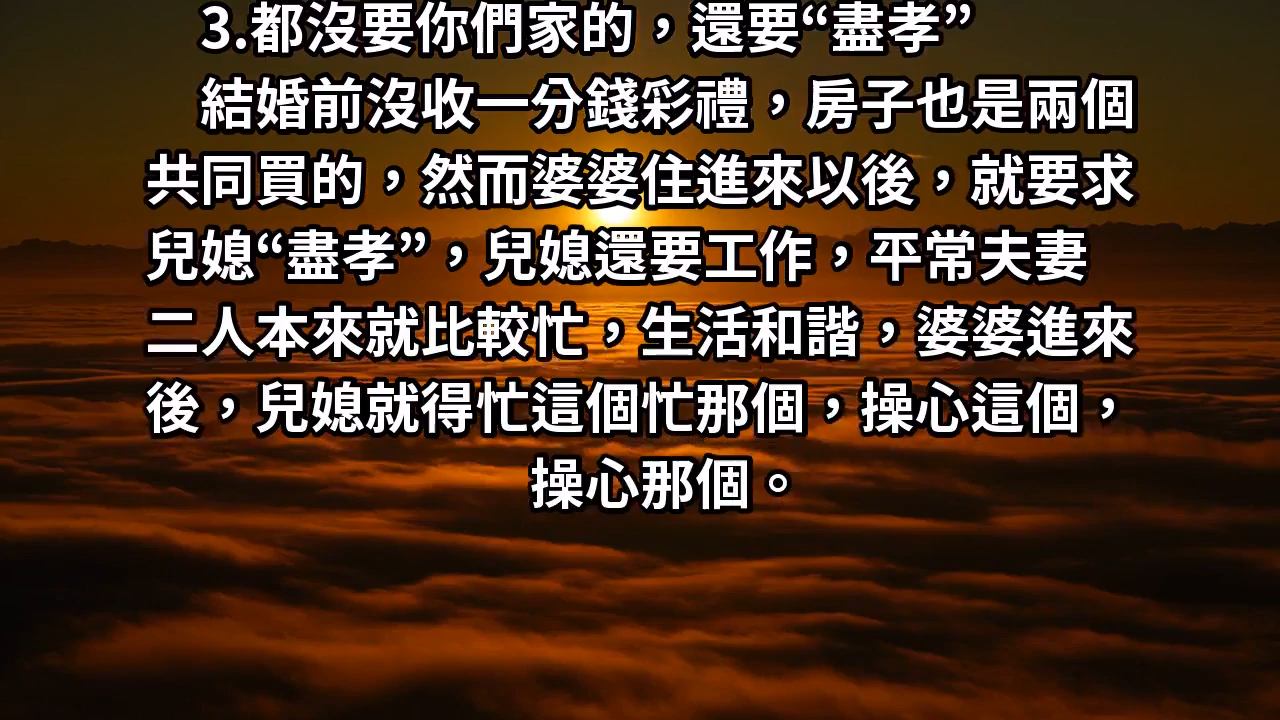 3.都沒要你們家的，還要“盡孝”
結婚前沒收一分錢彩禮，房子也是兩個
共同買的，然而婆婆住進來以後，就要求
兒媳“盡孝”，兒媳還要工作，平常夫妻
二人本來就比較忙，生活和諧，婆婆進來
後，兒媳就得忙這個忙那個，操心這個，
操心那個。